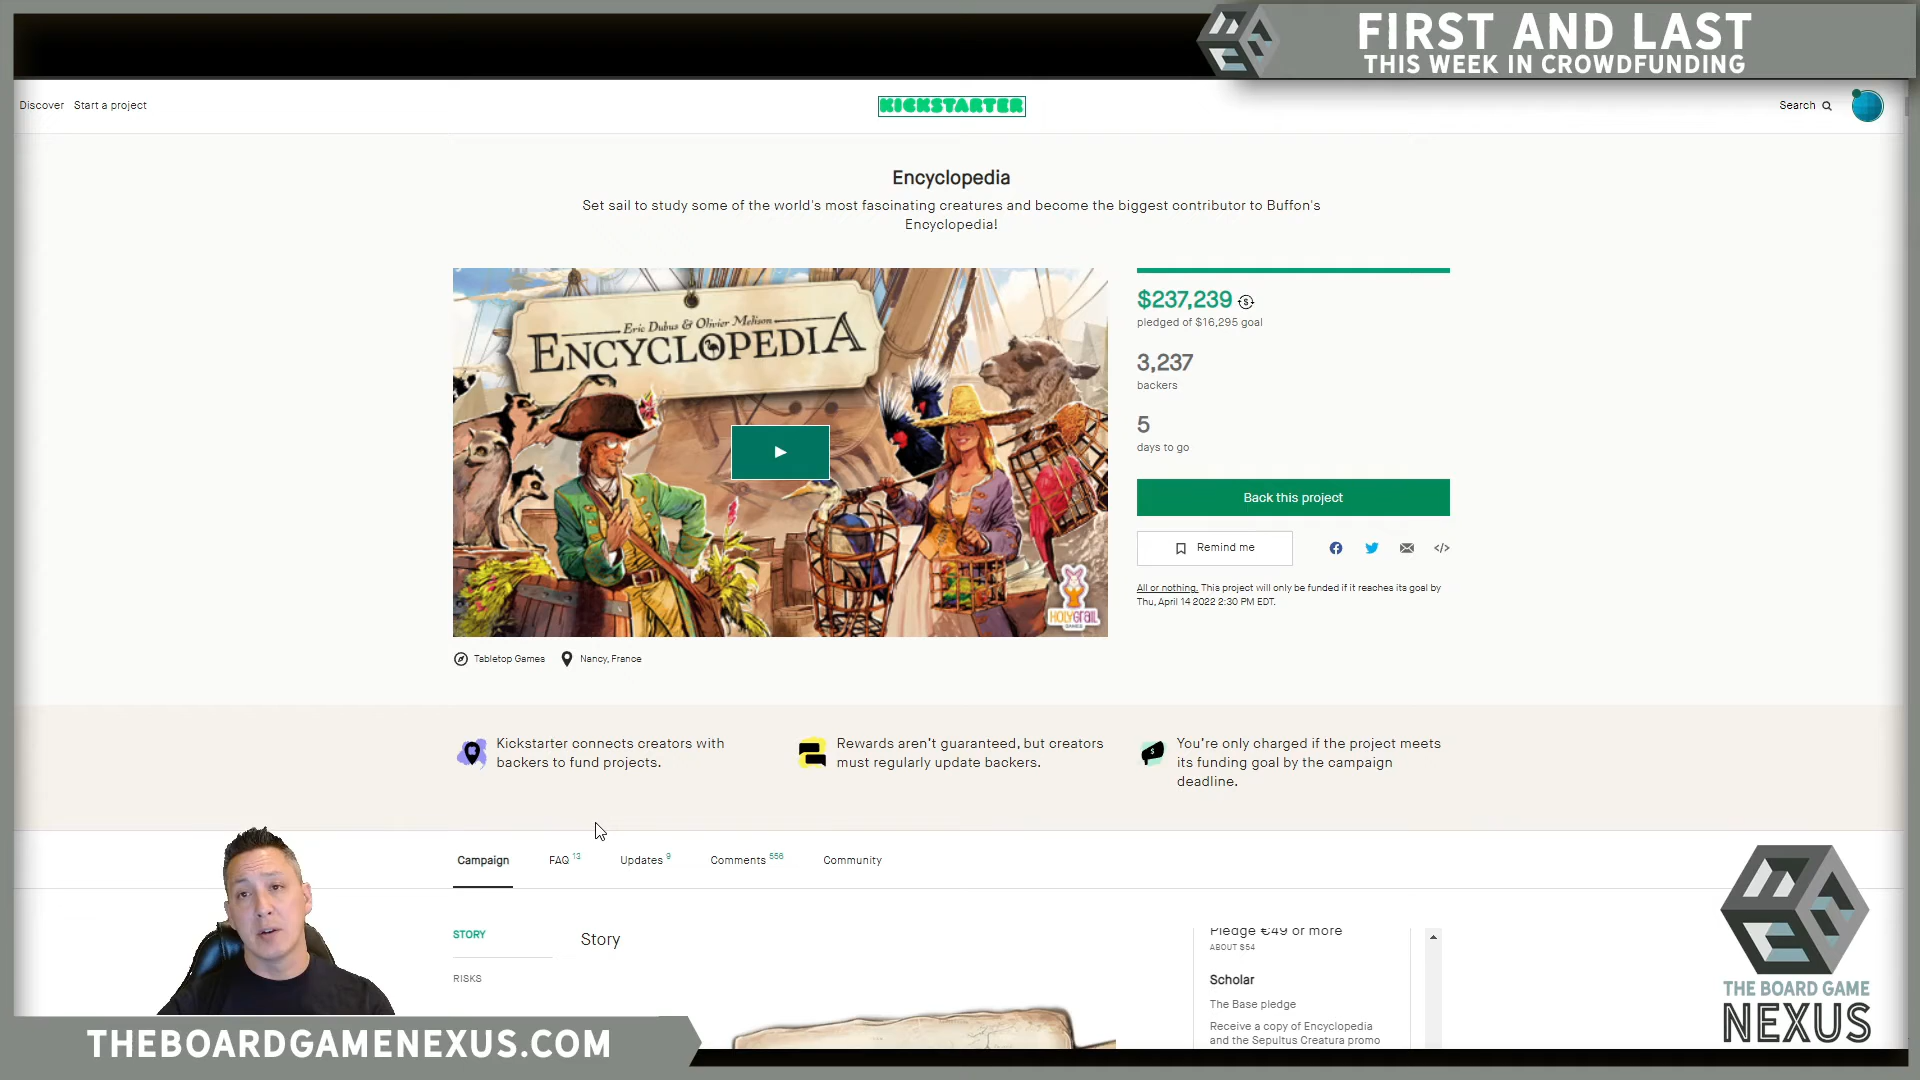 FIRST AND LAST
THIS WEEK IN CROWDFUNDING
Discover Start a project
KICKSTARTER
Search
Encyclopedia
Set sail to study some of the world's most fascinating creatures and become the biggest contributor to Buffon's
Encyclopedia!
Eric Dubus & Olivier Melison
ENCYCLOPEDIA
HOLYGRAIL
GAMES
$237,239
pledged of $16,295 goal
3,237
backers
5
days to go
Back this project
Remind me
All or nothing. This project will only be funded if it reaches its goal by
Thu, April 14 2022 2:30 PM EDT.
Tabletop Games Nancy, France
Kickstarter connects creators with
backers to fund projects.
Rewards aren't guaranteed, but creators
must regularly update backers.
You're only charged if the project meets
its funding goal by the campaign
deadline.
Campaign FAQ 13 Updates 9 Comments 556 Community
STORY
RISKS
Story
Pledge €49 or more
ABOUT $54
Scholar
The Base pledge
Receive a copy of Encyclopedia
and the Sepultus Creatura promo
THE BOARD GAME
NEXUS
THEBOARDGAMENEXUS.COM